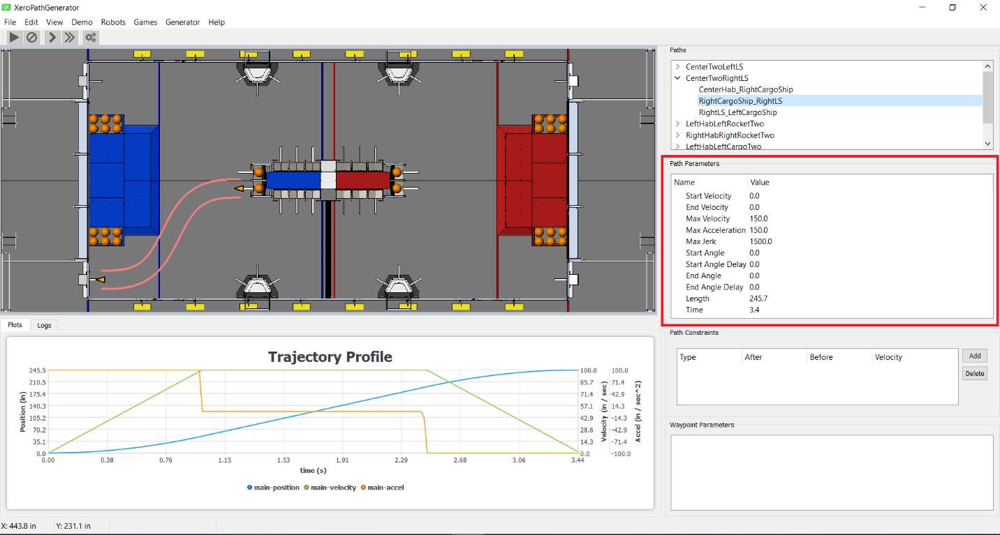 XeroPathGenerator
File Edit View Demo Robots Games Generator Help
Paths
CenterTwoLeftLS
CenterTwoRightLS
CenterHab_RightCargoShip
RightCargoShip_RightLS
RightLS_LeftCargoShip
LeftHabLeftRocketTwo
RightHabRightRocketTwo
LeftHabLeftCargoTwo
Path Parameters
Name Value
Start Velocity 0.0
End Velocity 0.0
Max Velocity 150.0
Max Acceleration 150.0
Max Jerk 1500.0
Start Angle 0.0
Start Angle Delay 0.0
End Angle 0.0
End Angle Delay 0.0
Length 245.7
Time 3.4
Plots Logs
Trajectory Profile
Position (in)
245.5
210.5
175.4
140.3
105.2
70.2
35.1
0.0
0.00 0.38 0.76 1.15 1.53 1.91 2.29 2.68 3.06 3.44
time (s)
100.0
85.7
71.4
57.1
42.9
28.6
14.3
0.0
Velocity (in / sec)
100.0
71.4
42.9
14.3
-14.3
-42.9
-71.4
-100.0
Accel (in / sec^2)
main-position main-velocity main-accel
Path Constraints
Type After Before Velocity
Add
Delete
Waypoint Parameters
X: 443.8 in Y: 231.1 in